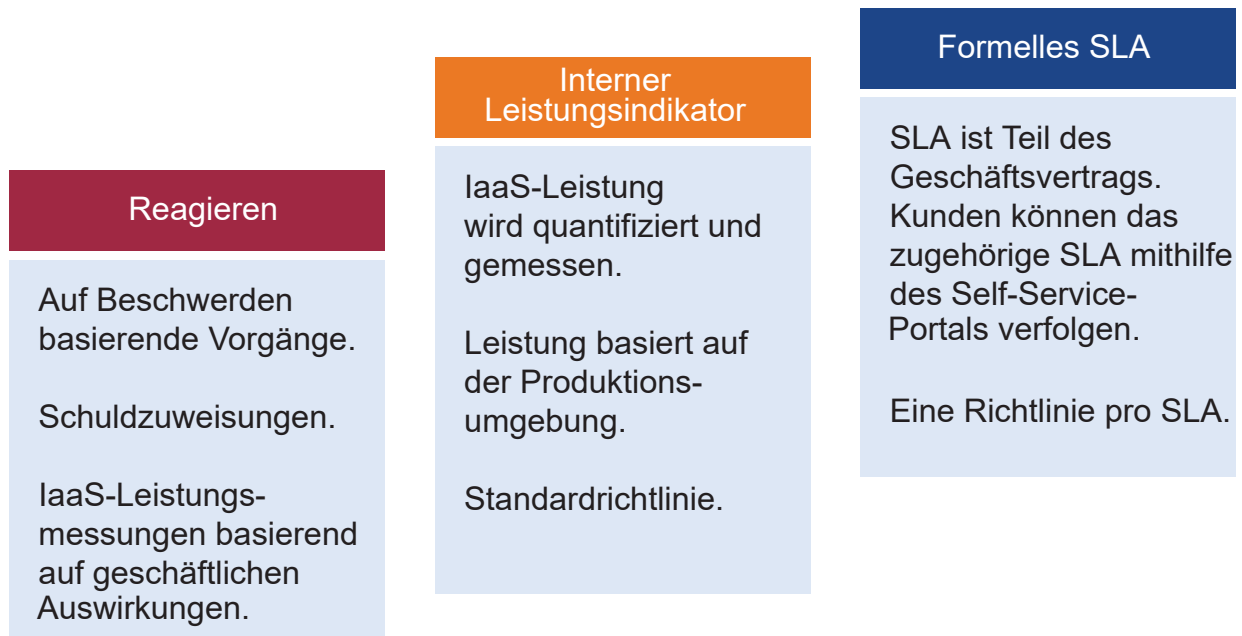 Reagieren
Auf Beschwerden
basierende Vorgänge.
Schuldzuweisungen.
IaaS-Leistungs-
messungen basierend
auf geschäftlichen
Auswirkungen.
Interner
Leistungsindikator
IaaS-Leistung
wird quantifiziert und
gemessen.
Leistung basiert auf
der Produktions-
umgebung.
Standardrichtlinie.
Formelles SLA
SLA ist Teil des
Geschäftsvertrags.
Kunden können das
zugehörige SLA mithilfe
des Self-Service-
Portals verfolgen.
Eine Richtlinie pro SLA.